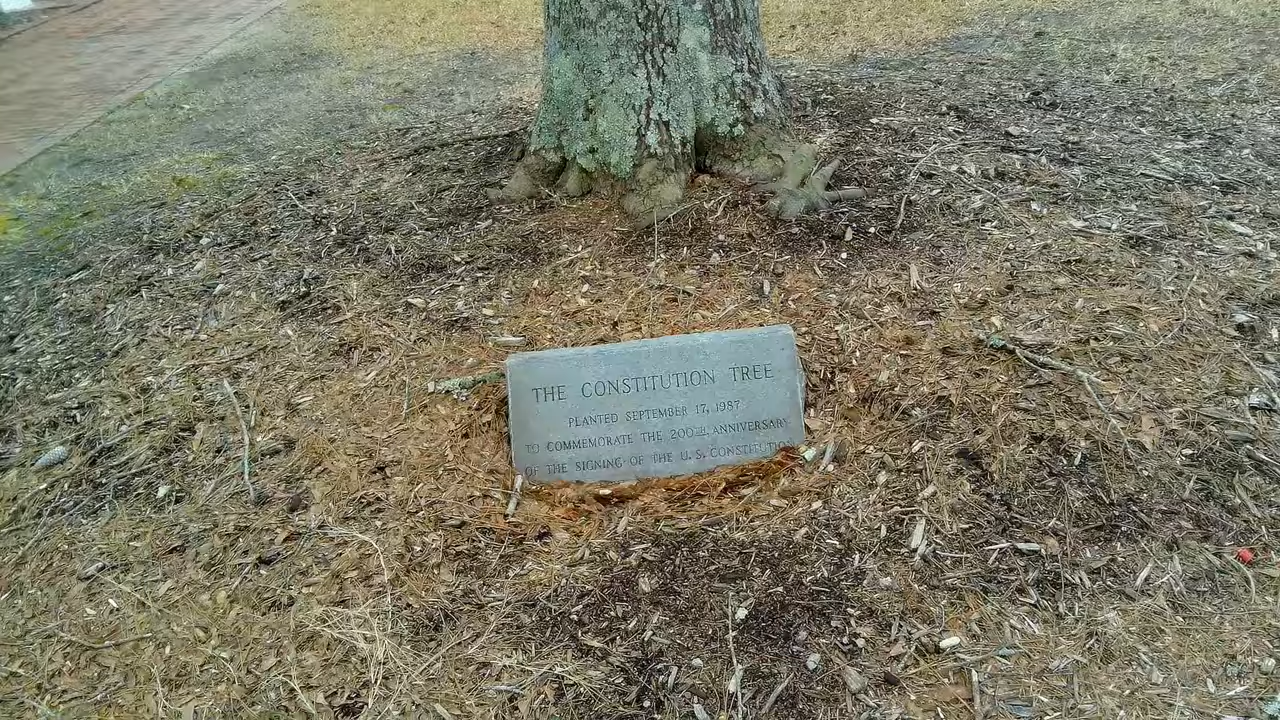 THE CONSTITUTION TREE
PLANTED SEPTEMBER 17, 1987
TO COMMEMORATE THE 200TH ANNIVERSARY
OF THE SIGNING OF THE U.S. CONSTITUTION